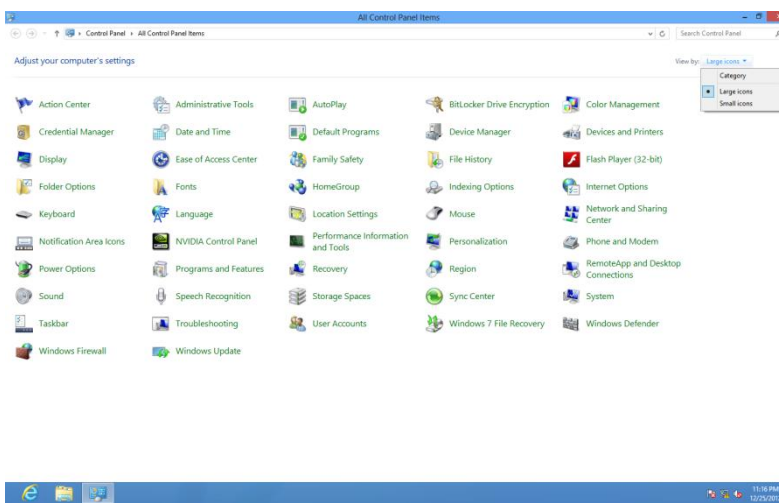 All Control Panel Items
Control Panel All Control Panel Items Search Control Panel
Adjust your computer's settings View by: Large icons
Category
Large icons
Small icons
Action Center Administrative Tools AutoPlay BitLocker Drive Encryption Color Management
Credential Manager Date and Time Default Programs Device Manager Devices and Printers
Display Ease of Access Center Family Safety File History Flash Player (32-bit)
Folder Options Fonts HomeGroup Indexing Options Internet Options
Keyboard Language Location Settings Mouse Network and Sharing
Center
Notification Area Icons NVIDIA Control Panel Performance Information
and Tools Personalization Phone and Modem
Power Options Programs and Features Recovery Region RemoteApp and Desktop
Connections
Sound Speech Recognition Storage Spaces Sync Center System
Taskbar Troubleshooting User Accounts Windows 7 File Recovery Windows Defender
Windows Firewall Windows Update
11:16 PM